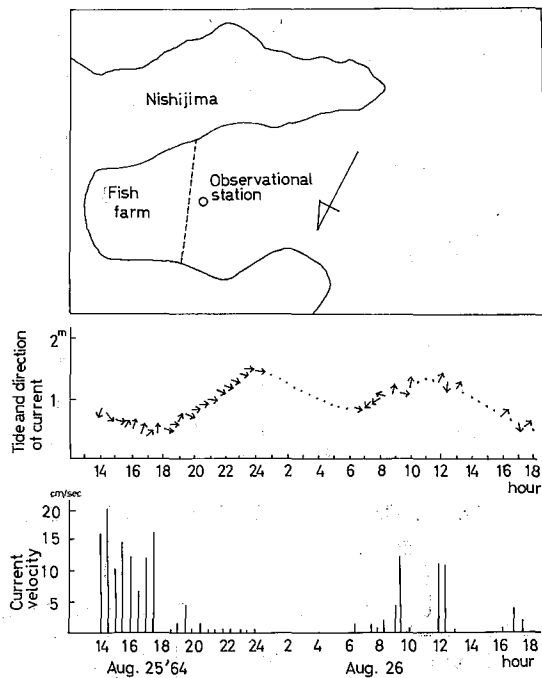 Nishijima
Fish farm
Observational station
Tide and direction of current
2m
1
14 16 18 20 22 24 2 4 6 8 10 12 14 16 18
hour
cm/sec
Current velocity
20
15
10
5
14 16 18 20 22 24 2 4 6 8 10 12 14 16 18
hour
Aug. 25'64
Aug. 26